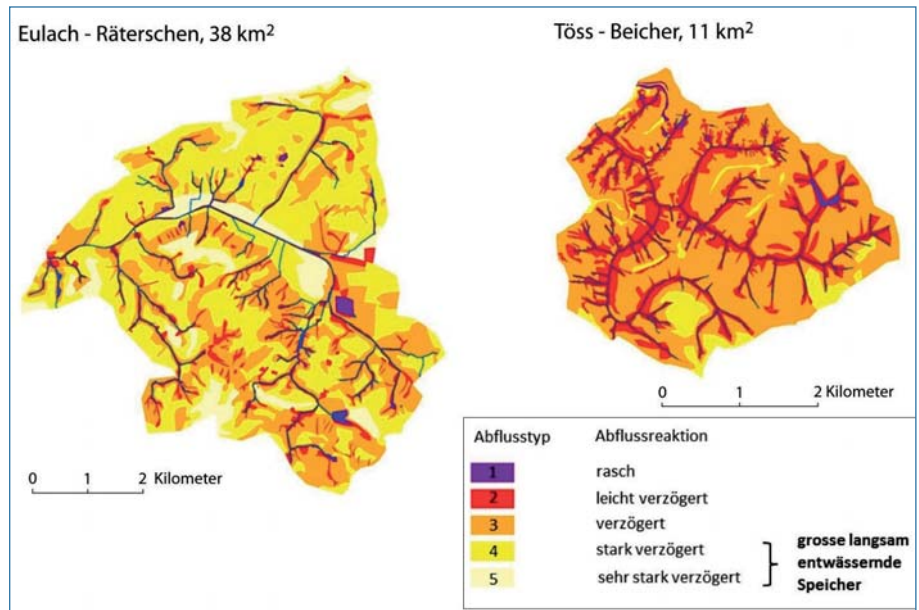 Eulach - Räterschen, 38 km²
Töss - Beicher, 11 km²
0 1 2 Kilometer
0 1 2 Kilometer
Abflusstyp Abflussreaktion
1 rasch
2 leicht verzögert
3 verzögert
4 stark verzögert
5 sehr stark verzögert
grosse langsam
entwässernde
Speicher